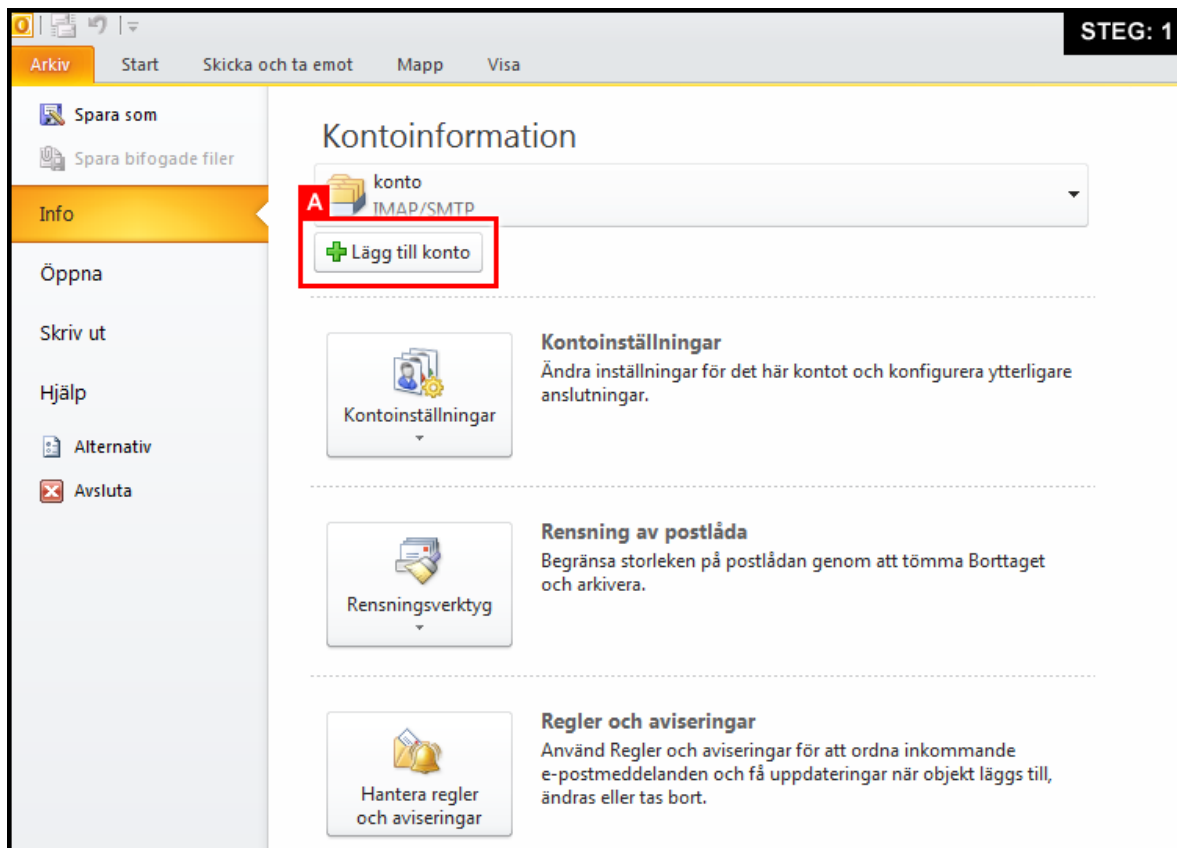 STEG: 1
Arkiv Start Skicka och ta emot Mapp Visa
Spara som
Spara bifogade filer
Info
Öppna
Skriv ut
Hjälp
Alternativ
Avsluta
Kontoinformation
konto
IMAP/SMTP
A
Lägg till konto
Kontoinställningar
Kontoinställningar
Ändra inställningar för det här kontot och konfigurera ytterligare
anslutningar.
Rensningsverktyg
Rensning av postlåda
Begränsa storleken på postlådan genom att tömma Borttaget
och arkivera.
Hantera regler
och aviseringar
Regler och aviseringar
Använd Regler och aviseringar för att ordna inkommande
e-postmeddelanden och få uppdateringar när objekt läggs till,
ändras eller tas bort.